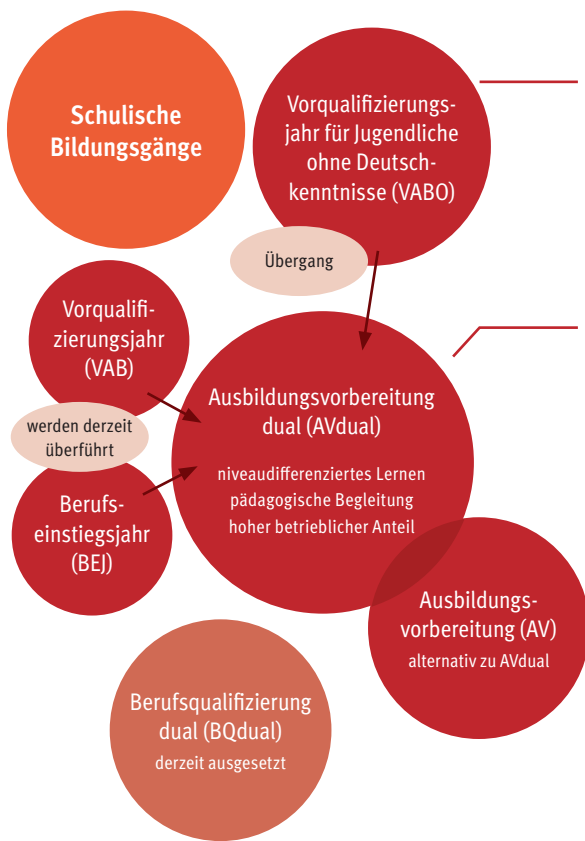 Schulische
Bildungsgänge
Vorqualifizierungs-
jahr für Jugendliche
ohne Deutsch-
kenntnisse (VABO)
Übergang
Vorqualifi-
zierungsjahr
(VAB)
werden derzeit
überführt
Berufs-
einstiegsjahr
(BEJ)
Ausbildungsvorbereitung
dual (AVdual)
niveaudifferenziertes Lernen
pädagogische Begleitung
hoher betrieblicher Anteil
Ausbildungs-
vorbereitung (AV)
alternativ zu AVdual
Berufsqualifizierung
dual (BQdual)
derzeit ausgesetzt